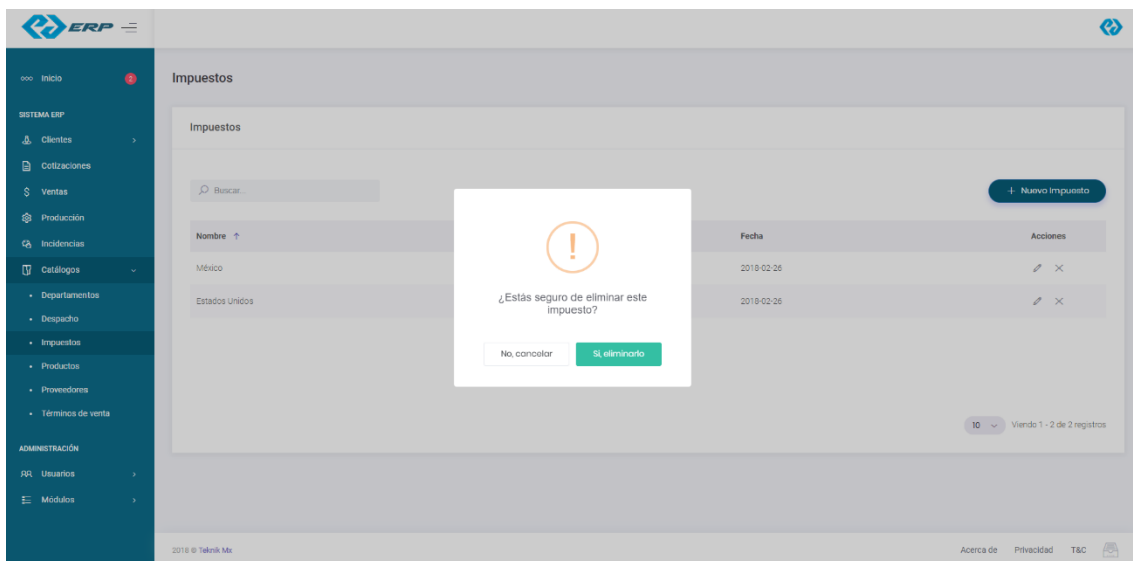 ERP
Inicio
Impuestos
SISTEMA ERP
Clientes
Cotizaciones
Ventas
Producción
Incidencias
Catálogos
Departamentos
Despacho
Impuestos
Productos
Proveedores
Términos de venta
ADMINISTRACIÓN
Usuarios
Módulos
Impuestos
Buscar...
+ Nuevo Impuesto
Nombre ↑ Fecha Acciones
México 2018-02-26
Estados Unidos 2018-02-26
¿Estás seguro de eliminar este
impuesto?
No, cancelar Sí, eliminarlo
10 Viendo 1 - 2 de 2 registros
2018 © Teknik Mx Acerca de Privacidad T&C